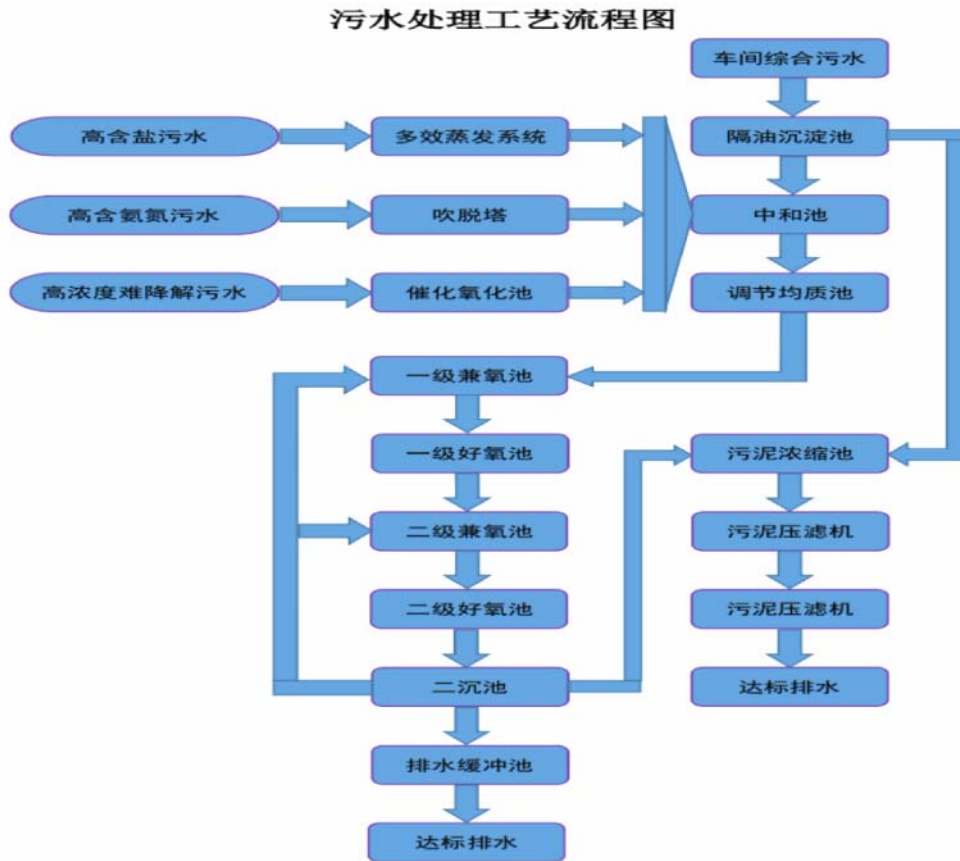 污水处理工艺流程图
车间综合污水
高含盐污水
多效蒸发系统
隔油沉淀池
高含氨氮污水
吹脱塔
中和池
高浓度难降解污水
催化氧化池
调节均质池
一级兼氧池
一级好氧池
污泥浓缩池
二级兼氧池
污泥压滤机
二级好氧池
污泥压滤机
二沉池
达标排水
排水缓冲池
达标排水